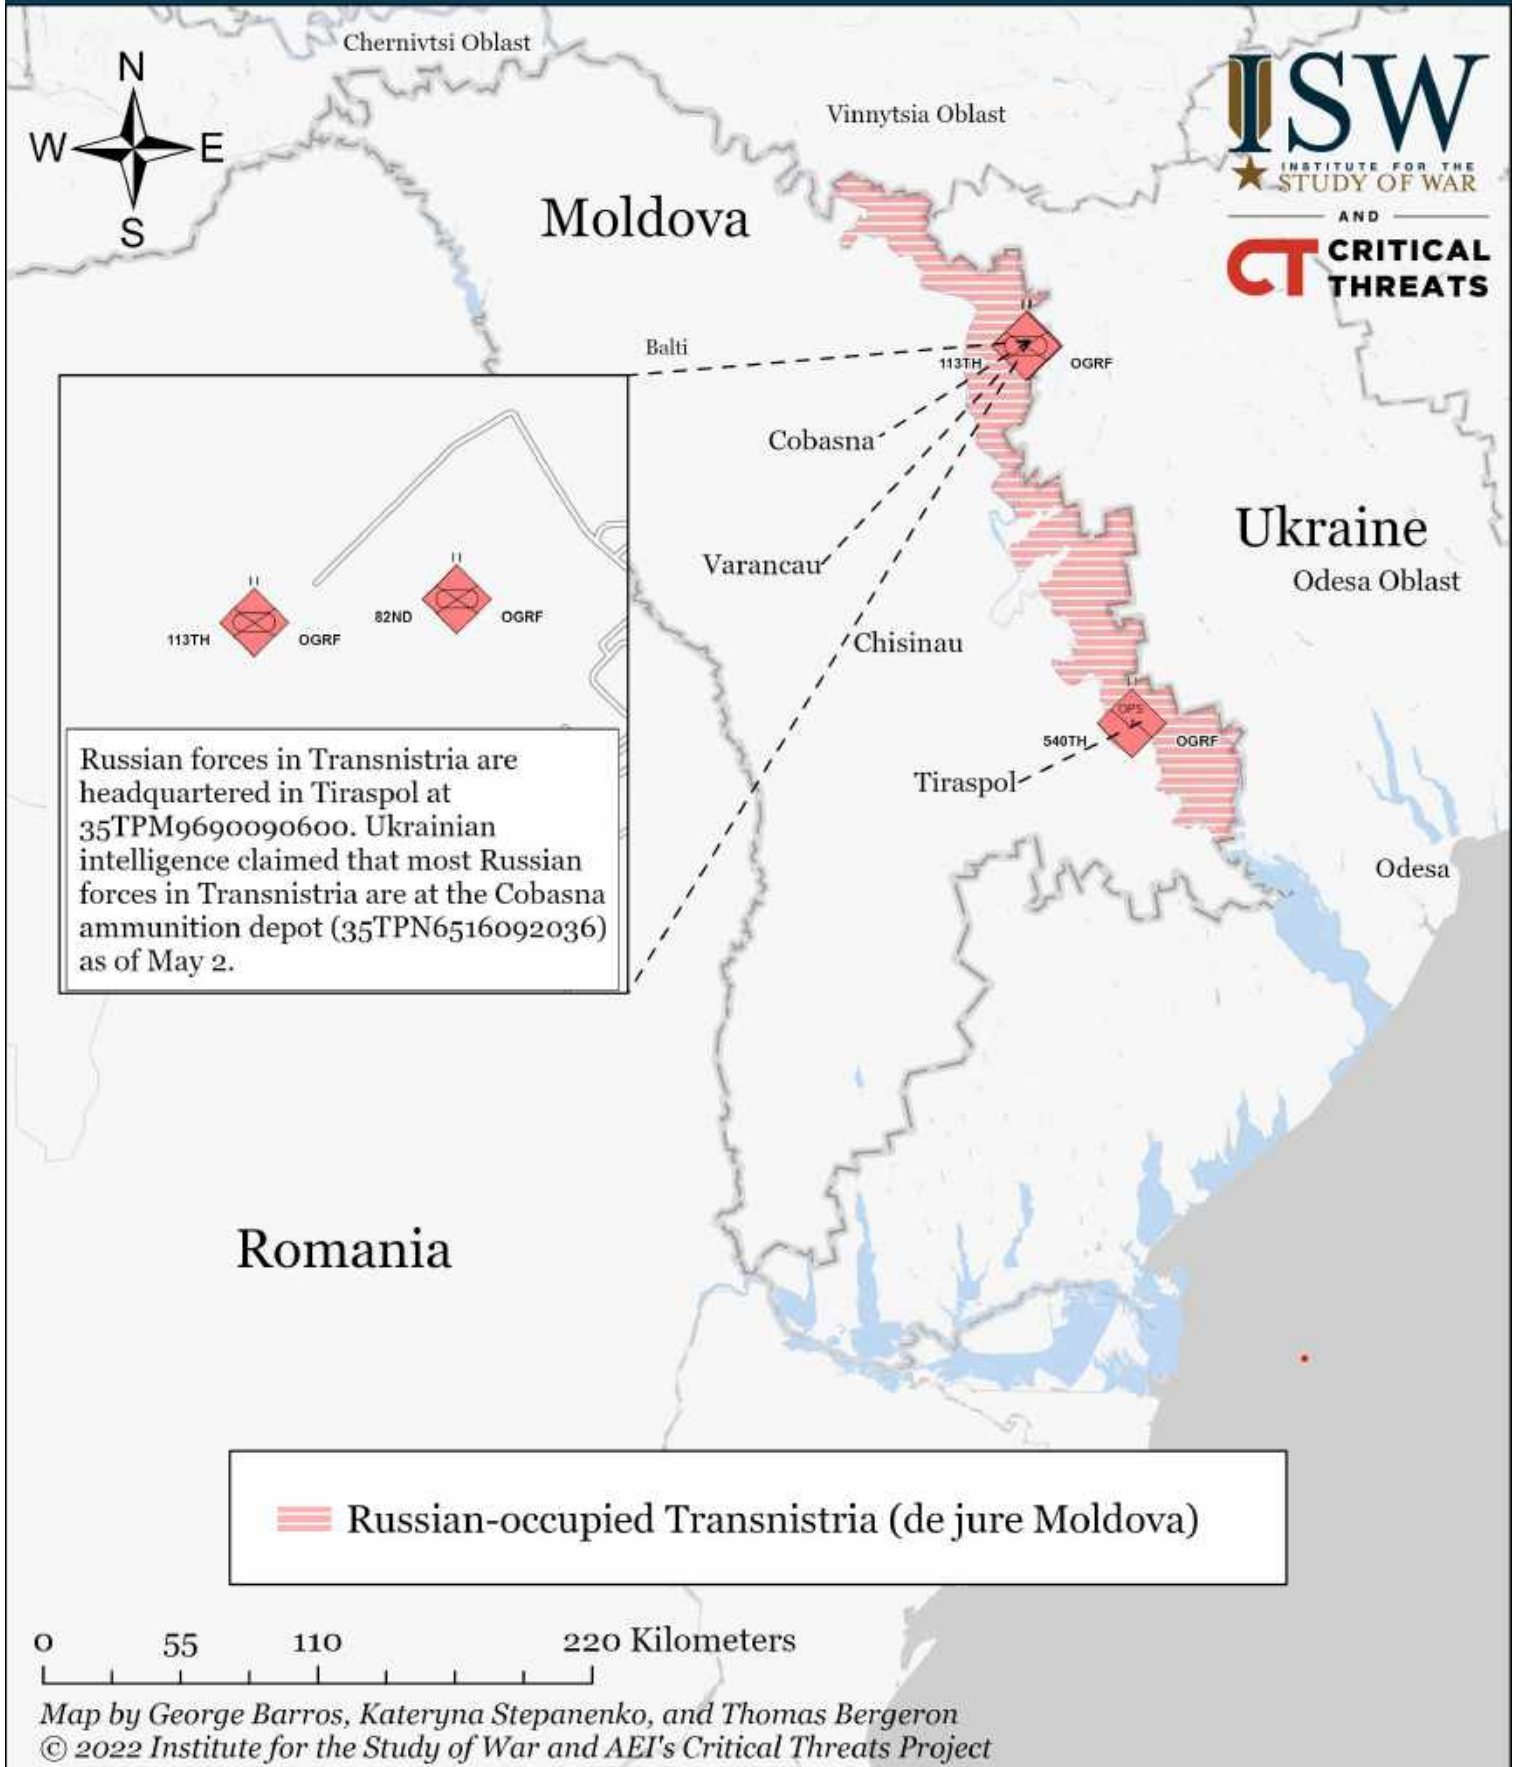 Chernivtsi Oblast
N
W
E
S
Vinnytsia Oblast
ISW
INSTITUTE FOR THE
STUDY OF WAR
AND
CT CRITICAL
THREATS
Moldova
Balti
113TH
OGRF
Cobasna
Varancau
Ukraine
Odesa Oblast
Chisinau
113TH
OGRF
82ND
OGRF
OPS
540TH
OGRF
Tiraspol
Odesa
Russian forces in Transnistria are
headquartered in Tiraspol at
35TPM9690090600. Ukrainian
intelligence claimed that most Russian
forces in Transnistria are at the Cobasna
ammunition depot (35TPN6516092036)
as of May 2.
Romania
Russian-occupied Transnistria (de jure Moldova)
0 55 110 220 Kilometers
Map by George Barros, Kateryna Stepanenko, and Thomas Bergeron
© 2022 Institute for the Study of War and AEI's Critical Threats Project